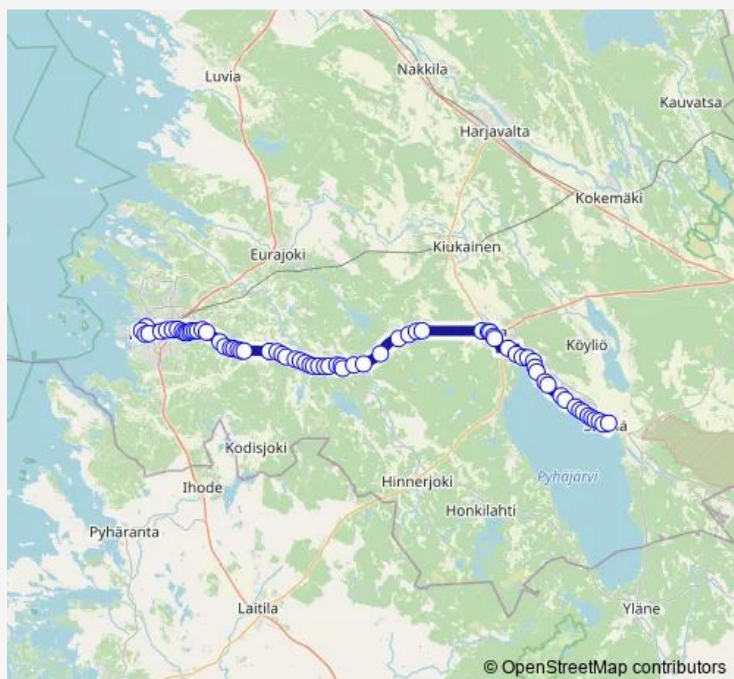 Luvia
Nakkila
Kauvatsa
Harjavalta
Kokemäki
Eurajoki
Kiukainen
Köyliö
Kodisjoki
Ihode
Hinnerjoki
Pyhäjärvi
Honkilahti
Pyhäranta
Laitila
Yläne
© OpenStreetMap contributors